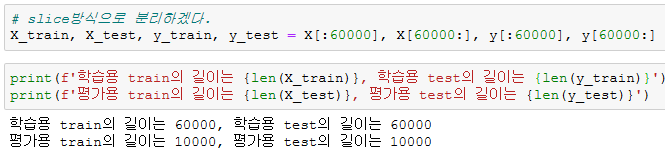 # slice방식으로 분리하겠다.
X_train, X_test, y_train, y_test = X[:60000], X[60000:], y[:60000], y[60000:]
print(f'학습용 train의 길이는 {len(X_train)}, 학습용 test의 길이는 {len(y_train)}')
print(f'평가용 train의 길이는 {len(X_test)}, 평가용 test의 길이는 {len(y_test)}')
학습용 train의 길이는 60000, 학습용 test의 길이는 60000
평가용 train의 길이는 10000, 평가용 test의 길이는 10000